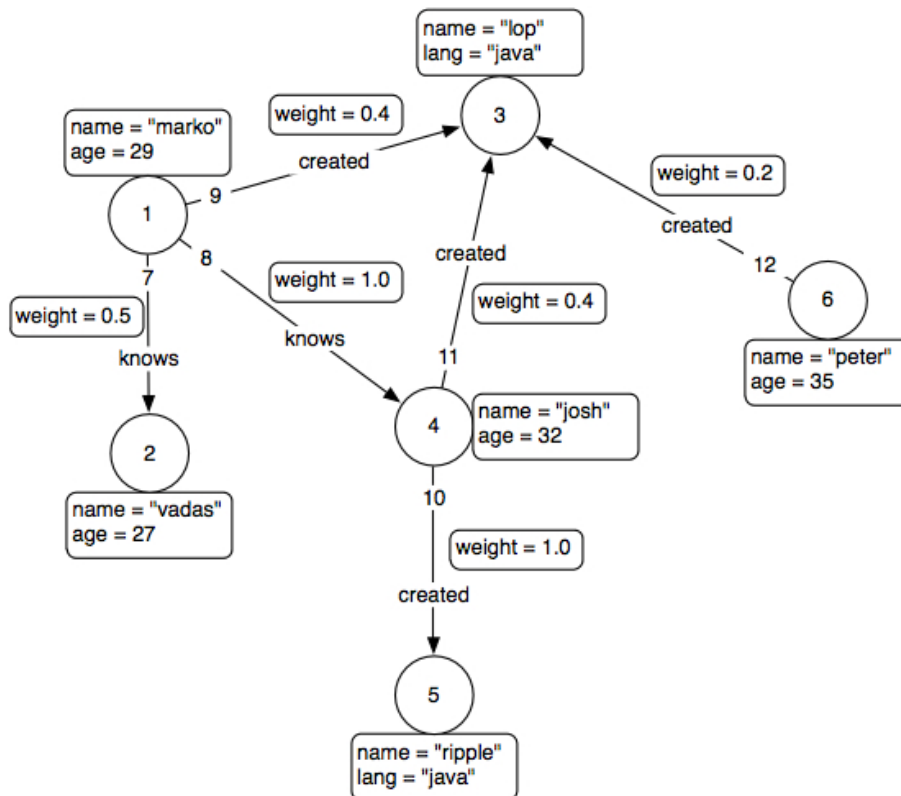 name = "lop"
lang = "java"
3
weight = 0.4
name = "marko"
age = 29
created
9
1
8
7
weight = 0.2
created
12
6
name = "peter"
age = 35
created
weight = 1.0
weight = 0.4
weight = 0.5
knows
knows
11
4
name = "josh"
age = 32
2
name = "vadas"
age = 27
10
weight = 1.0
created
5
name = "ripple"
lang = "java"